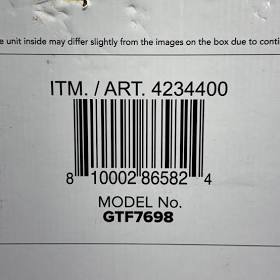 unit inside may differ slightly from the images on the box due to conti
ITM. / ART. 4234400
8 10002 86582 4
MODEL No.
GTF7698